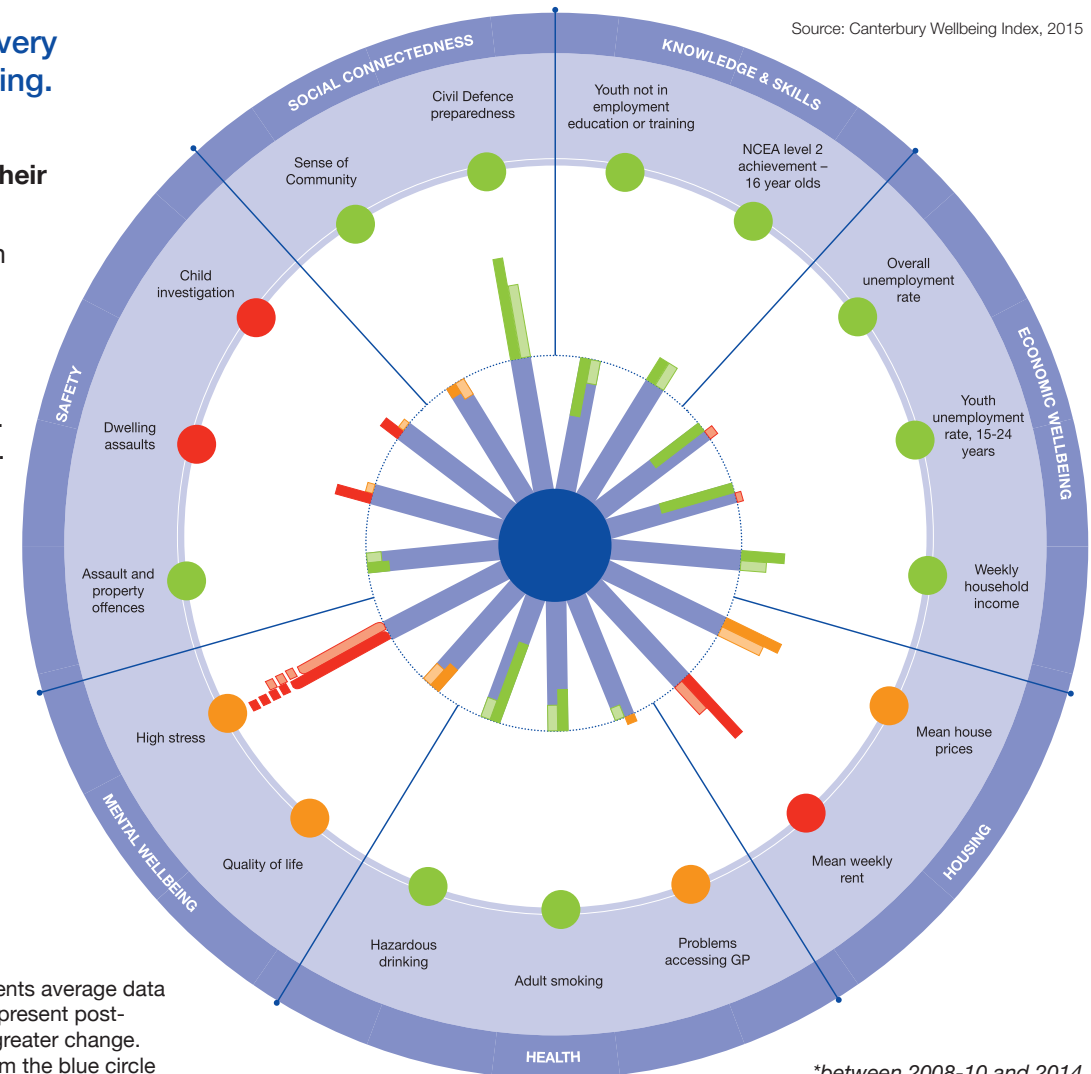 very
ing.
heir
n
.
.
Source: Canterbury Wellbeing Index, 2015
SOCIAL CONNECTEDNESS
KNOWLEDGE & SKILLS
Civil Defence
preparedness
Youth not in
employment
education or training
Sense of
Community
NCEA level 2
achievement –
16 year olds
Child
investigation
Overall
unemployment
rate
SAFETY
ECONOMIC WELLBEING
Dwelling
assaults
Youth
unemployment
rate, 15-24
years
Assault and
property
offences
Weekly
household
income
High stress
Mean house
prices
MENTAL WELLBEING
HOUSING
Quality of life
Mean weekly
rent
Hazardous
drinking
Adult smoking
Problems
accessing GP
HEALTH
ents average data
present post-
greater change.
m the blue circle
*between 2008-10 and 2014